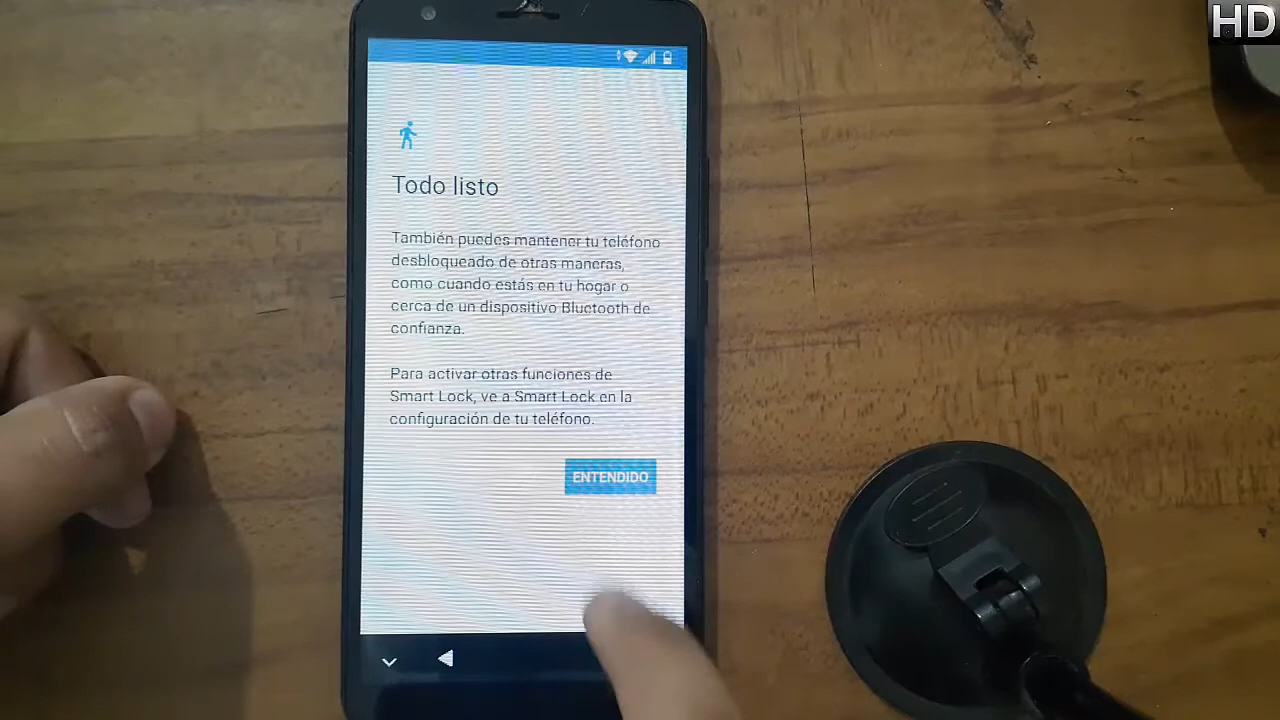 HD
Todo listo
También puedes mantener tu teléfono
desbloqueado de otras maneras,
como cuando estás en tu hogar o
cerca de un dispositivo Bluetooth de
confianza.
Para activar otras funciones de
Smart Lock, ve a Smart Lock en la
configuración de tu teléfono.
ENTENDIDO